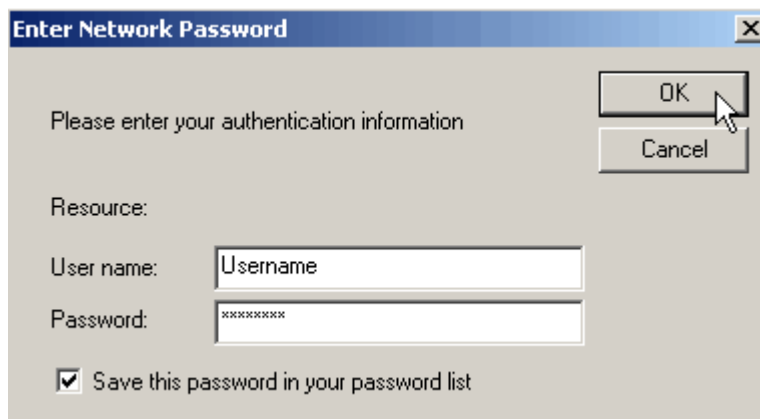 Enter Network Password
OK
Please enter your authentication information
Cancel
Resource:
User name: Username
Password: ********
Save this password in your password list